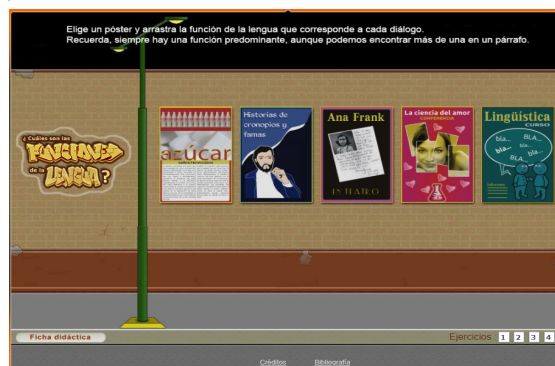 Elige un póster y arrastra la función de la lengua que corresponde a cada diálogo.
Recuerda, siempre hay una función predominante, aunque podemos encontrar más de una en un párrafo.
¿Cuáles son las
FUNCIONES
de la LENGUA?
azúcar
Historias de
cronopios y
famas
Ana Frank
EN TEATRO
La ciencia del amor
CONFERENCIA
Lingüística
CURSO
bla...
BLA...
bla...
bla...
BLA...
Ficha didáctica
Ejercicios 1 2 3 4
Créditos
Bibliografía